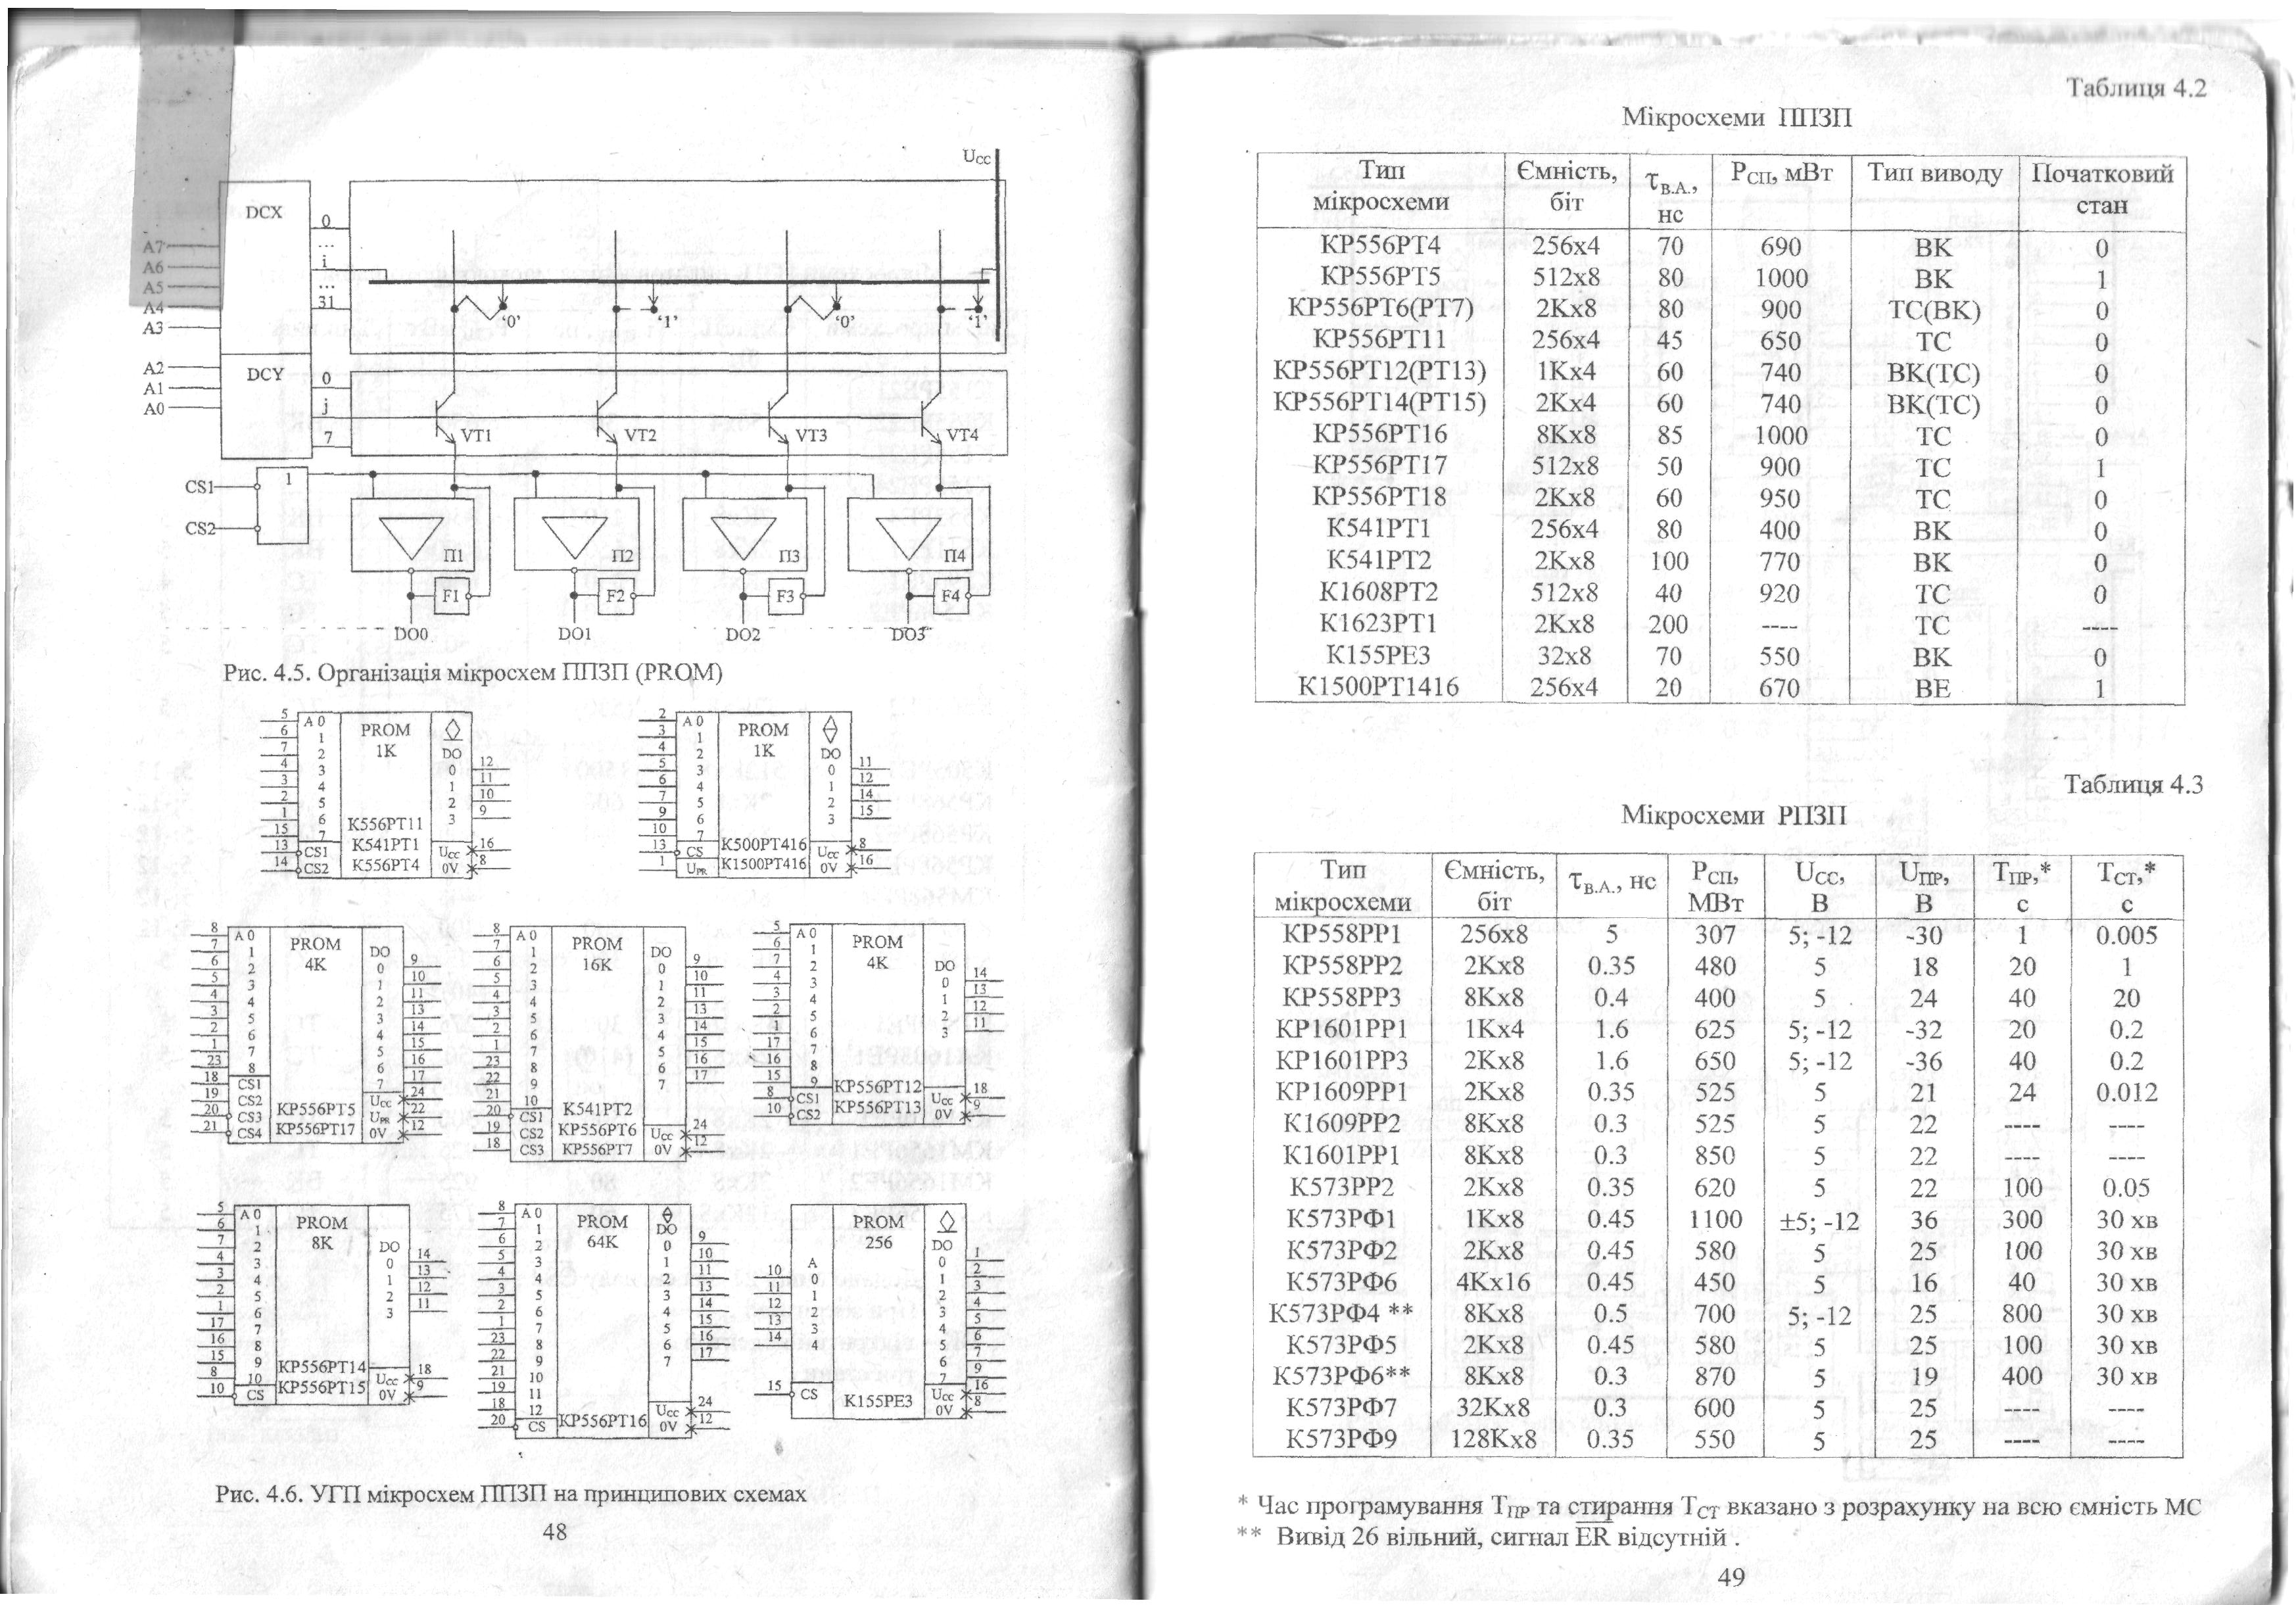 Ucc
DCX
0
A7
...
A6
i
A5
...
A4
31
A3
‘0’ ‘1’ ‘0’ ‘1’
A2
DCY
0
A1
j
A0
7
VT1 VT2 VT3 VT4
CS1
1
CS2
П1 П2 П3 П4
F1 F2 F3 F4
DO0 DO1 DO2 DO3
Рис. 4.5. Організація мікросхем ППЗП (PROM)
5 6 7 4 3 2 1 15 13 14
A 0 1 2 3 4 5 6 7
CS1
CS2
PROM
1K
К556РТ11
К541РТ1
К556РТ4
DO
0 1 2 3
Ucc
0V
12 11 10 9 16 8
2 3 4 5 6 7 9 10 13 1
A 0 1 2 3 4 5 6 7
CS
UPR
PROM
1K
К500РТ416
К1500РТ416
DO
0 1 2 3
Ucc
0V
11 12 14 15 8 16
8 7 6 5 4 3 2 1 23 18 19 20 21
A 0 1 2 3 4 5 6 7 8
CS1
CS2
CS3
CS4
PROM
4K
КР556РТ5
КР556РТ17
DO
0 1 2 3 4 5 6 7
Ucc
UPR
0V
9 10 11 13 14 15 16 17 24 22 12
8 7 6 5 4 3 2 1 23 22 21 20 19 18
A 0 1 2 3 4 5 6 7 8 9 10
CS1
CS2
CS3
PROM
16K
К541РТ2
КР556РТ6
КР556РТ7
DO
0 1 2 3 4 5 6 7
Ucc
0V
9 10 11 13 14 15 16 17 24 12
5 6 7 4 3 2 1 17 16 15 8 10
A 0 1 2 3 4 5 6 7 8 9
CS1
CS2
PROM
4K
КР556РТ12
КР556РТ13
DO
0 1 2 3
Ucc
0V
14 13 12 11 18 9
5 6 7 4 3 2 1 17 16 15 8 10
A 0 1 2 3 4 5 6 7 8 9 10
CS
PROM
8K
КР556РТ14
КР556РТ15
DO
0 1 2 3
Ucc
0V
14 13 12 11 18 9
8 7 6 5 4 3 2 1 23 22 21 19 18 20
A 0 1 2 3 4 5 6 7 8 9 10 11 12
CS
PROM
64K
КР556РТ16
DO
0 1 2 3 4 5 6 7
Ucc
0V
9 10 11 13 14 15 16 17 24 12
10 11 12 13 14 15
A
0 1 2 3 4
CS
PROM
256
К155РЕ3
DO
0 1 2 3 4 5 6 7
Ucc
0V
1 2 3 4 5 6 7 9 16 8
Рис. 4.6. УГП мікросхем ППЗП на принципових схемах
48
Таблиця 4.2
Мікросхеми ППЗП
Тип Ємність, τВ.А., PСП, мВт Тип виводу Початковий
мікросхеми біт нс стан
КР556РТ4 256x4 70 690 ВК 0
КР556РТ5 512x8 80 1000 ВК 1
КР556РТ6(РТ7) 2Кx8 80 900 ТС(ВК) 0
КР556РТ11 256x4 45 650 ТС 0
КР556РТ12(РТ13) 1Кx4 60 740 ВК(ТС) 0
КР556РТ14(РТ15) 2Кx4 60 740 ВК(ТС) 0
КР556РТ16 8Кx8 85 1000 ТС 0
КР556РТ17 512x8 50 900 ТС 1
КР556РТ18 2Кx8 60 950 ТС 0
К541РТ1 256x4 80 400 ВК 0
К541РТ2 2Кx8 100 770 ВК 0
К1608РТ2 512x8 40 920 ТС 0
К1623РТ1 2Кx8 200 ---- ТС ----
К155РЕ3 32x8 70 550 ВК 0
К1500РТ1416 256x4 20 670 ВЕ 1
Таблиця 4.3
Мікросхеми РПЗП
Тип Ємність, τВ.А., нс PСП, UCC, UПР, TПР,* TСТ,*
мікросхеми біт МВт В В с с
КР558РР1 256x8 5 307 5; -12 -30 1 0.005
КР558РР2 2Кx8 0.35 480 5 18 20 1
КР558РР3 8Кx8 0.4 400 5 24 40 20
КР1601РР1 1Кx4 1.6 625 5; -12 -32 20 0.2
КР1601РР3 2Кx8 1.6 650 5; -12 -36 40 0.2
КР1609РР1 2Кx8 0.35 525 5 21 24 0.012
К1609РР2 8Кx8 0.3 525 5 22 ---- ----
К1601РР1 8Кx8 0.3 850 5 22 ---- ----
К573РР2 2Кx8 0.35 620 5 22 100 0.05
К573РФ1 1Кx8 0.45 1100 ±5; -12 36 300 30 хв
К573РФ2 2Кx8 0.45 580 5 25 100 30 хв
К573РФ6 4Кx16 0.45 450 5 16 40 30 хв
К573РФ4 ** 8Кx8 0.5 700 5; -12 25 800 30 хв
К573РФ5 2Кx8 0.45 580 5 25 100 30 хв
К573РФ6** 8Кx8 0.3 870 5 19 400 30 хв
К573РФ7 32Кx8 0.3 600 5 25 ---- ----
К573РФ9 128Кx8 0.35 550 5 25 ---- ----
* Час програмування TПР та стирання TСТ вказано з розрахунку на всю ємність МС
** Вивід 26 вільний, сигнал ER відсутній .
49